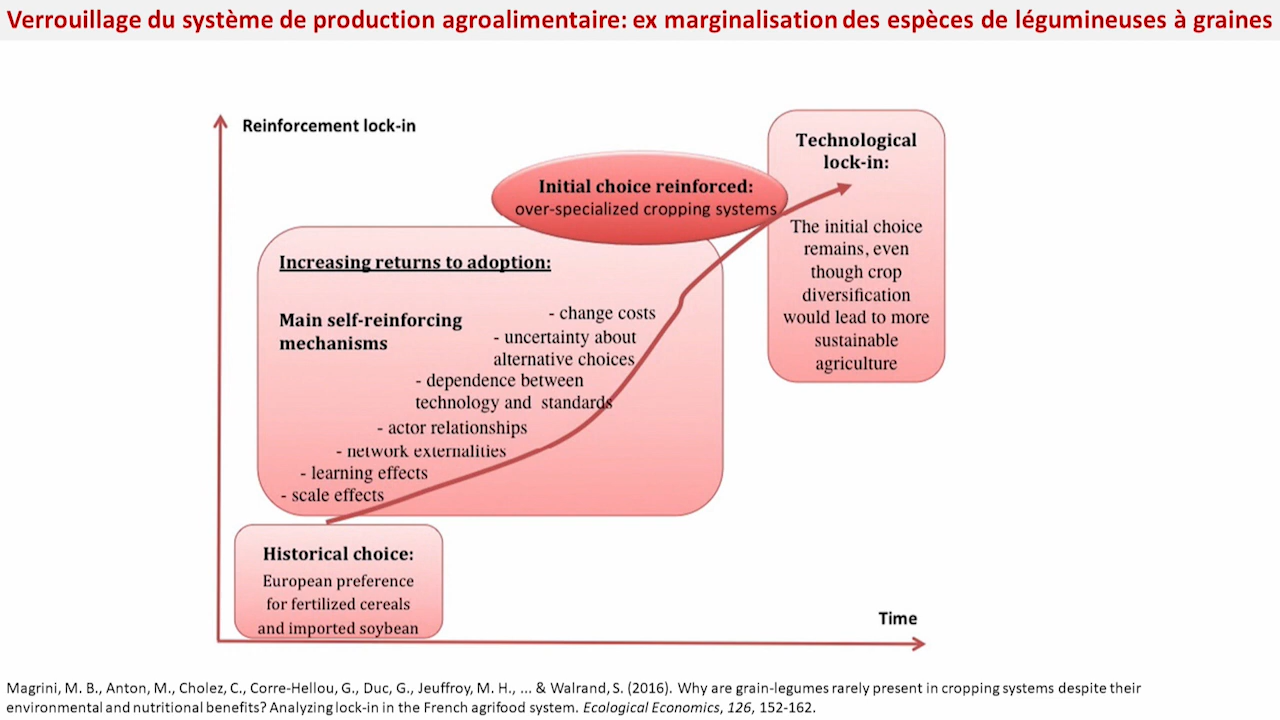 Verrouillage du système de production agroalimentaire: ex marginalisation des espèces de légumineuses à graines
Reinforcement lock-in
Technological
lock-in:
The initial choice
remains, even
though crop
diversification
would lead to more
sustainable
agriculture
Initial choice reinforced:
over-specialized cropping systems
Increasing returns to adoption:
Main self-reinforcing
mechanisms
- change costs
- uncertainty about
alternative choices
- dependence between
technology and standards
- actor relationships
- network externalities
- learning effects
- scale effects
Historical choice:
European preference
for fertilized cereals
and imported soybean
Time
Magrini, M. B., Anton, M., Cholez, C., Corre-Hellou, G., Duc, G., Jeuffroy, M. H., ... & Walrand, S. (2016). Why are grain-legumes rarely present in cropping systems despite their
environmental and nutritional benefits? Analyzing lock-in in the French agrifood system. Ecological Economics, 126, 152-162.